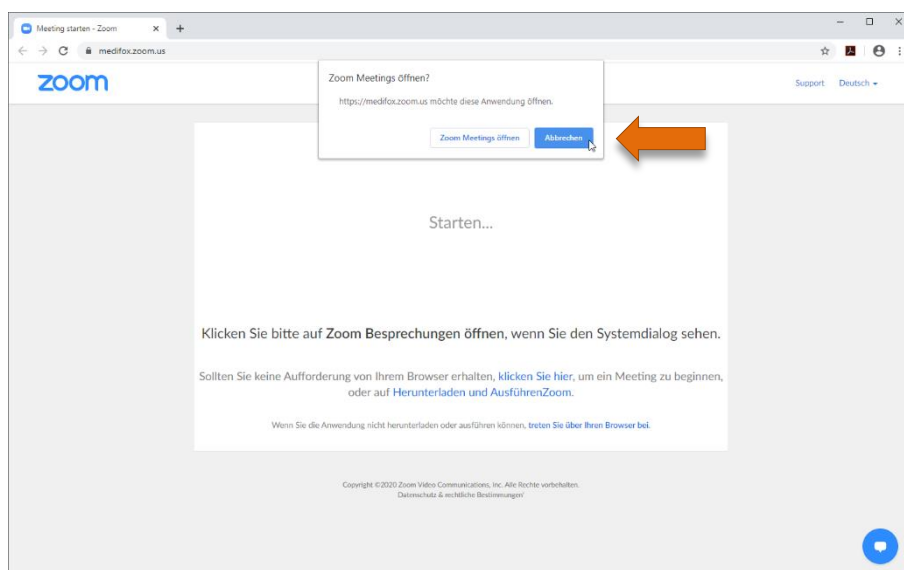 Meeting starten - Zoom
medifox.zoom.us
zoom
Support Deutsch
Zoom Meetings öffnen?
https://medifox.zoom.us möchte diese Anwendung öffnen.
Zoom Meetings öffnen Abbrechen
Starten...
Klicken Sie bitte auf Zoom Besprechungen öffnen, wenn Sie den Systemdialog sehen.
Sollten Sie keine Aufforderung von Ihrem Browser erhalten, klicken Sie hier, um ein Meeting zu beginnen,
oder auf Herunterladen und AusführenZoom.
Wenn Sie die Anwendung nicht herunterladen oder ausführen können, treten Sie über Ihren Browser bei.
Copyright ©2020 Zoom Video Communications, Inc. Alle Rechte vorbehalten.
Datenschutz & rechtliche Bestimmungen'